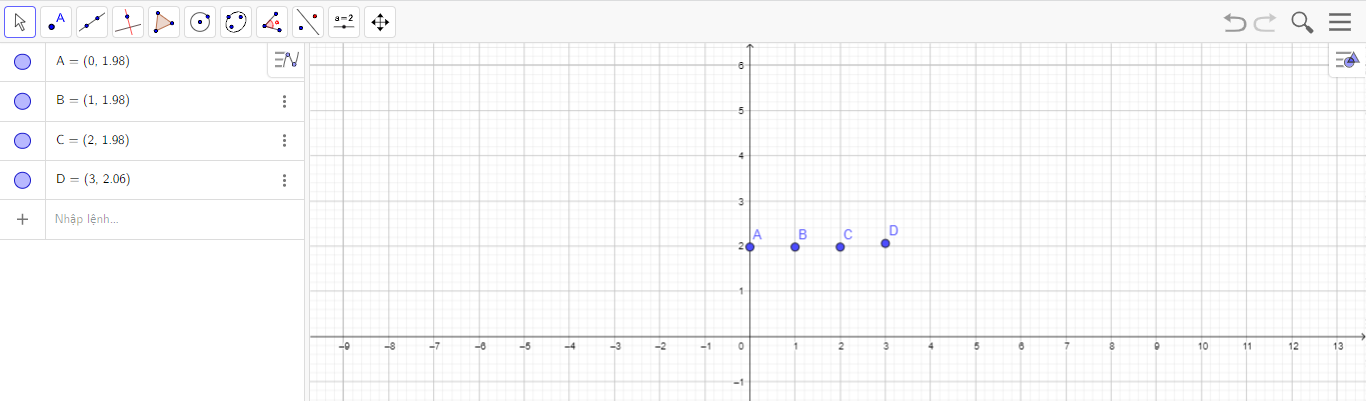 A
a=2
A = (0, 1.98)
B = (1, 1.98)
C = (2, 1.98)
D = (3, 2.06)
+ Nhập lệnh...
6
5
4
3
2
1
–1
A B C D
–9 –8 –7 –6 –5 –4 –3 –2 –1 0 1 2 3 4 5 6 7 8 9 10 11 12 13